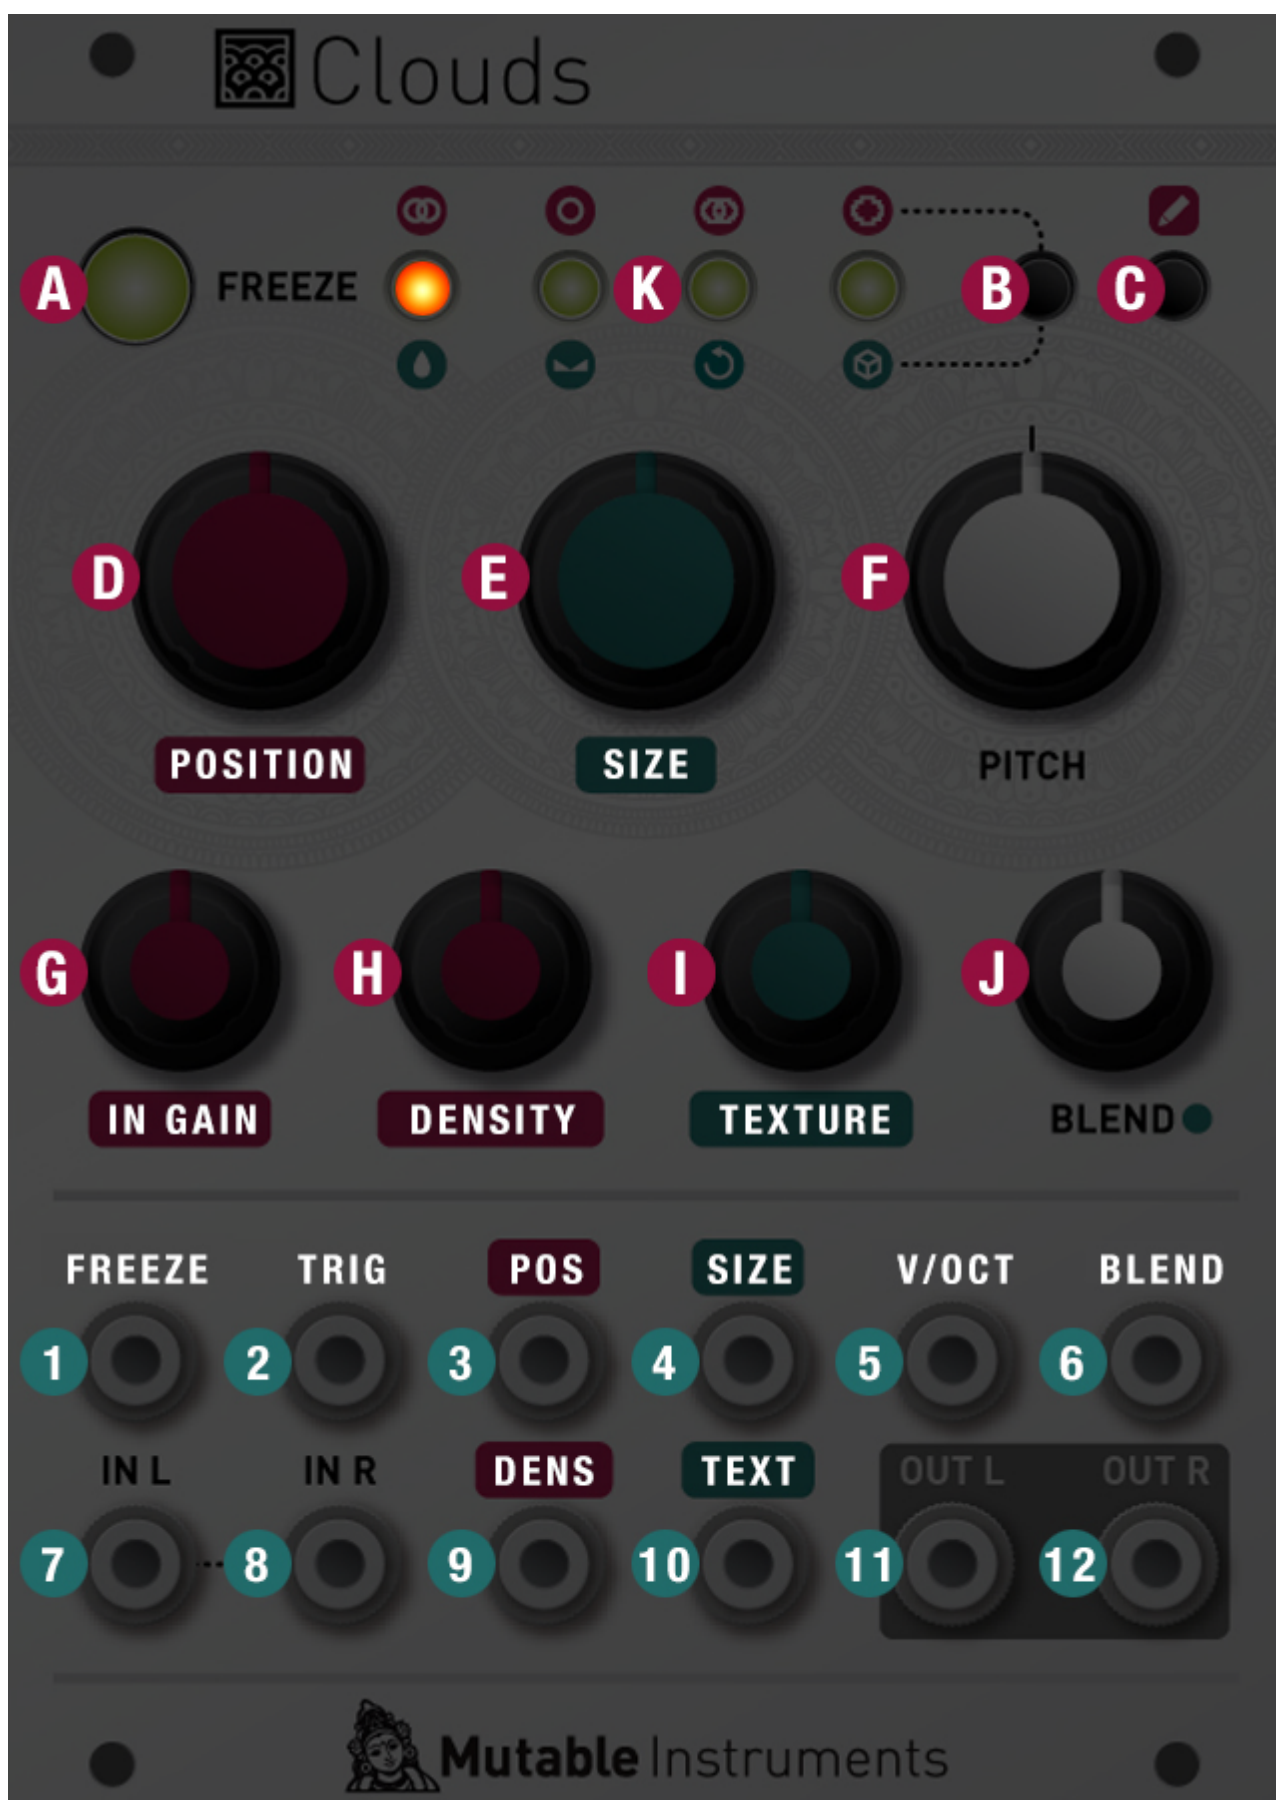 Clouds
A FREEZE K B C
D E F
POSITION SIZE PITCH
G H I J
IN GAIN DENSITY TEXTURE BLEND
FREEZE TRIG POS SIZE V/OCT BLEND
1 2 3 4 5 6
IN L IN R DENS TEXT OUT L OUT R
7 8 9 10 11 12
Mutable Instruments